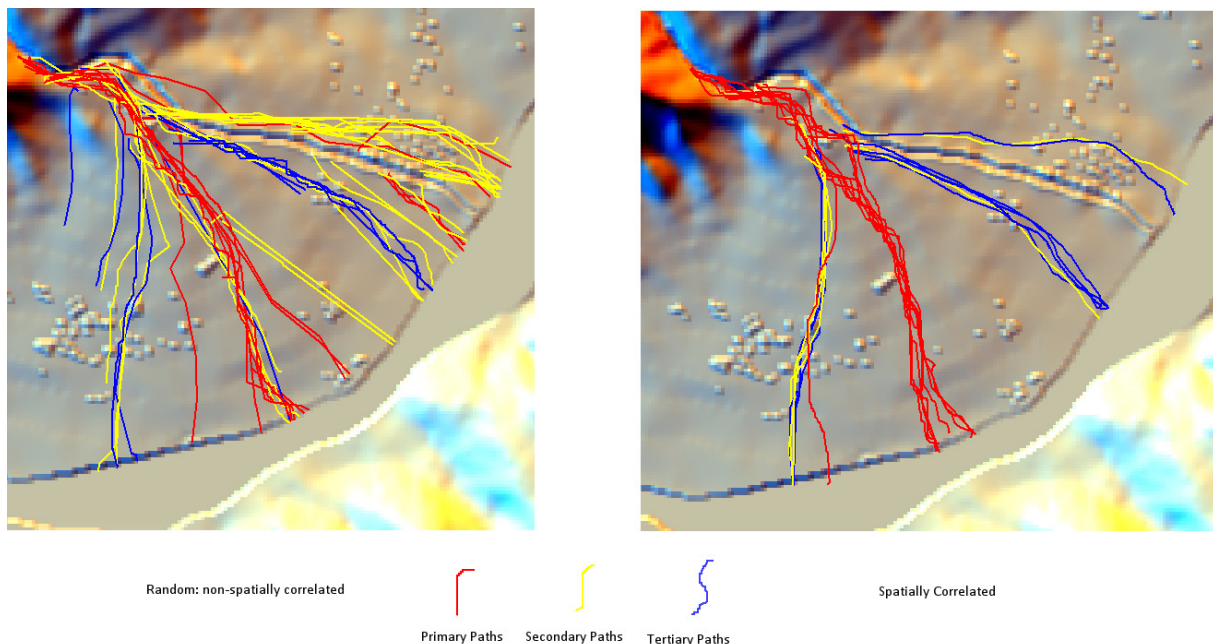 Random: non-spatially correlated
Spatially Correlated
Primary Paths
Secondary Paths
Tertiary Paths